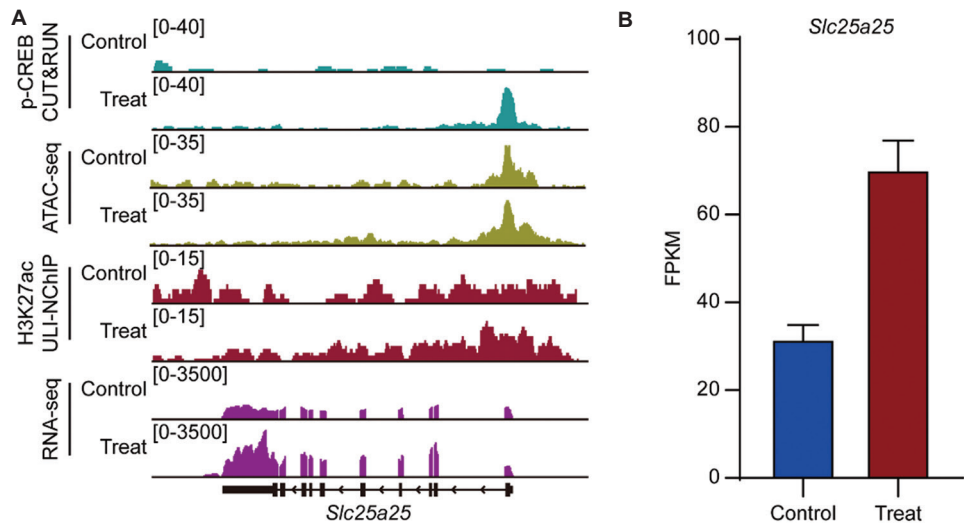 A
p-CREB
CUT&RUN
Control
[0-40]
Treat
[0-40]
ATAC-seq
Control
[0-35]
Treat
[0-35]
H3K27ac
ULI-NChIP
Control
[0-15]
Treat
[0-15]
RNA-seq
Control
[0-3500]
Treat
[0-3500]
Slc25a25
B
Slc25a25
FPKM
100
80
60
40
20
0
Control
Treat